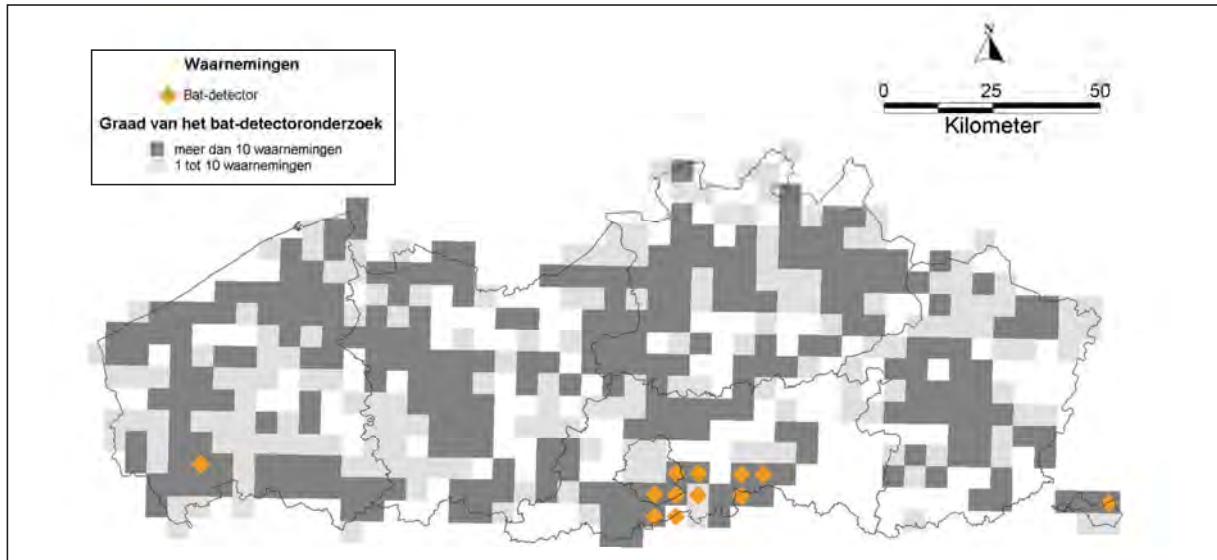 Waarnemingen
Bat-detector
Graad van het bat-detectoronderzoek
meer dan 10 waarnemingen
1 tot 10 waarnemingen
N
0 25 50
Kilometer